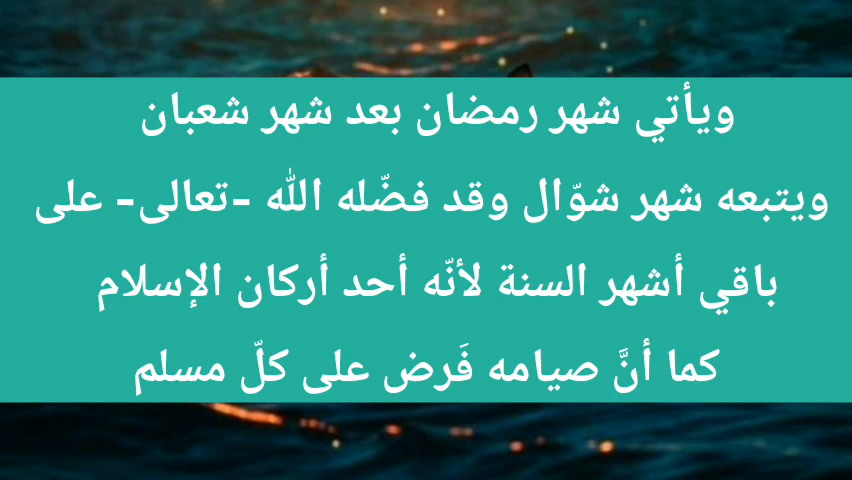 ويأتي شهر رمضان بعد شهر شعبان
ويتبعه شهر شوّال وقد فضّله الله -تعالى- على
باقي أشهر السنة لأنّه أحد أركان الإسلام
كما أنَّ صيامه فَرض على كلّ مسلم